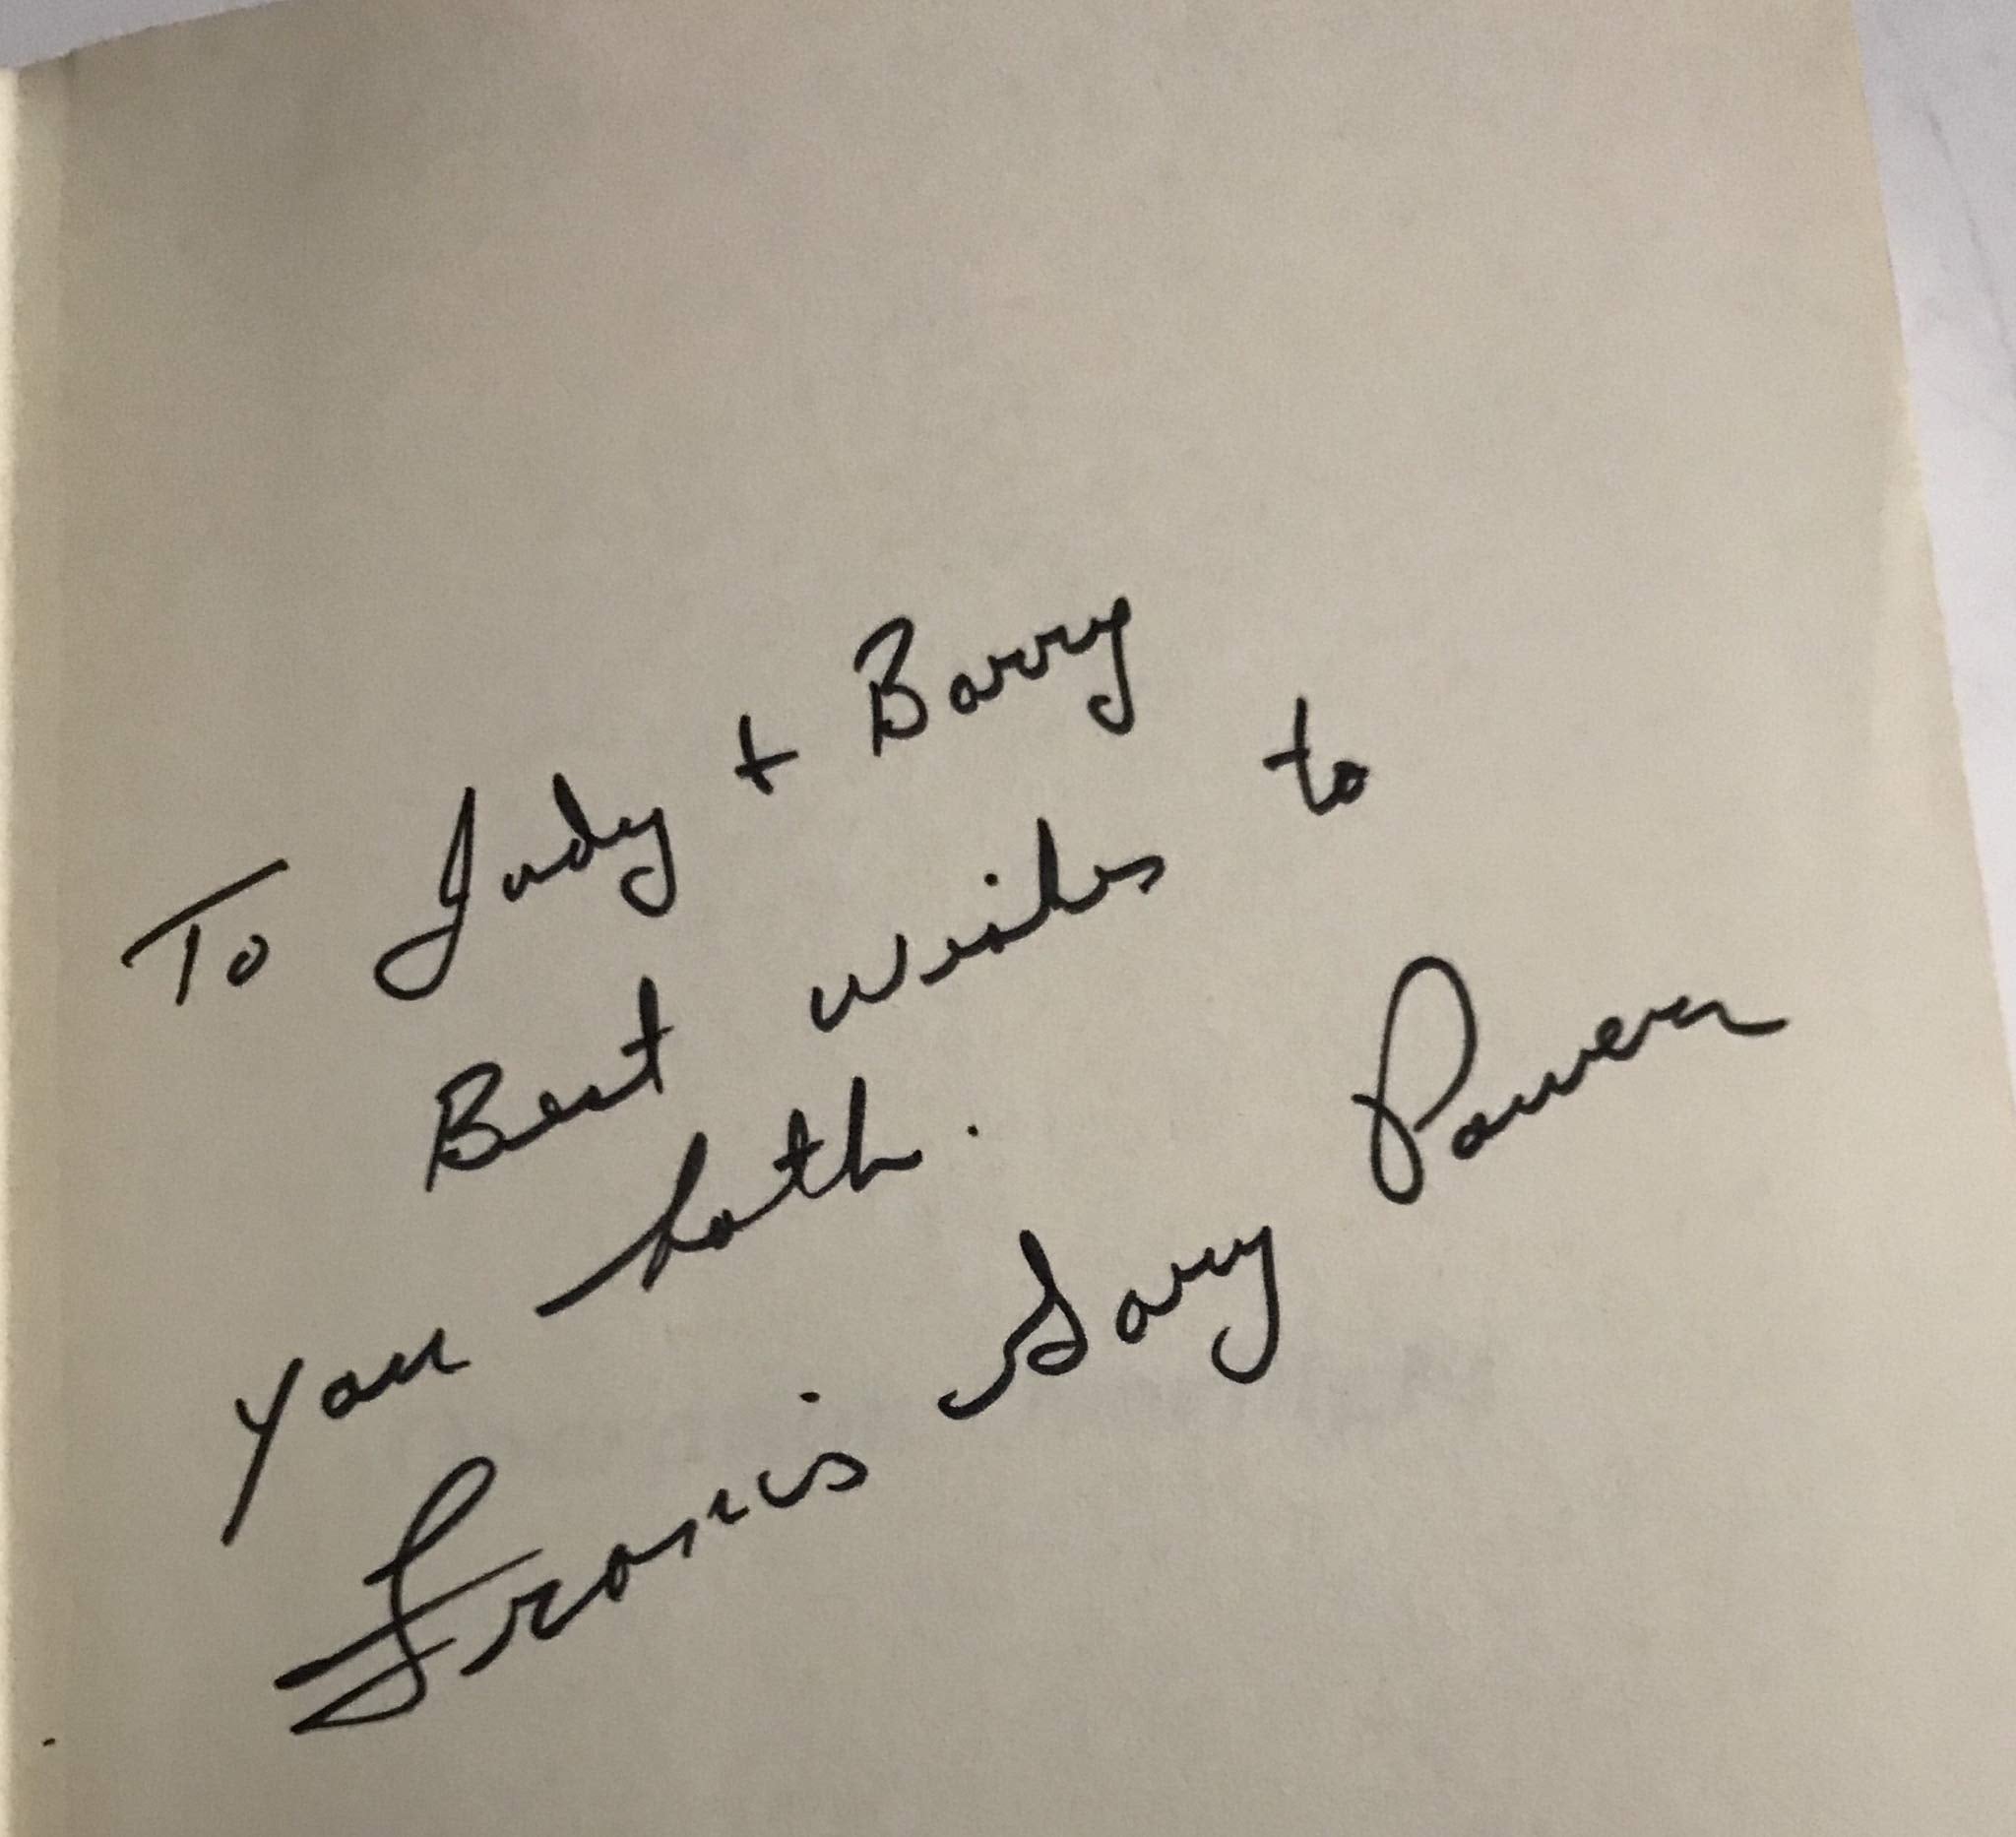 To Judy + Barry
Best wishes to
you both.
Francis Gary Powers